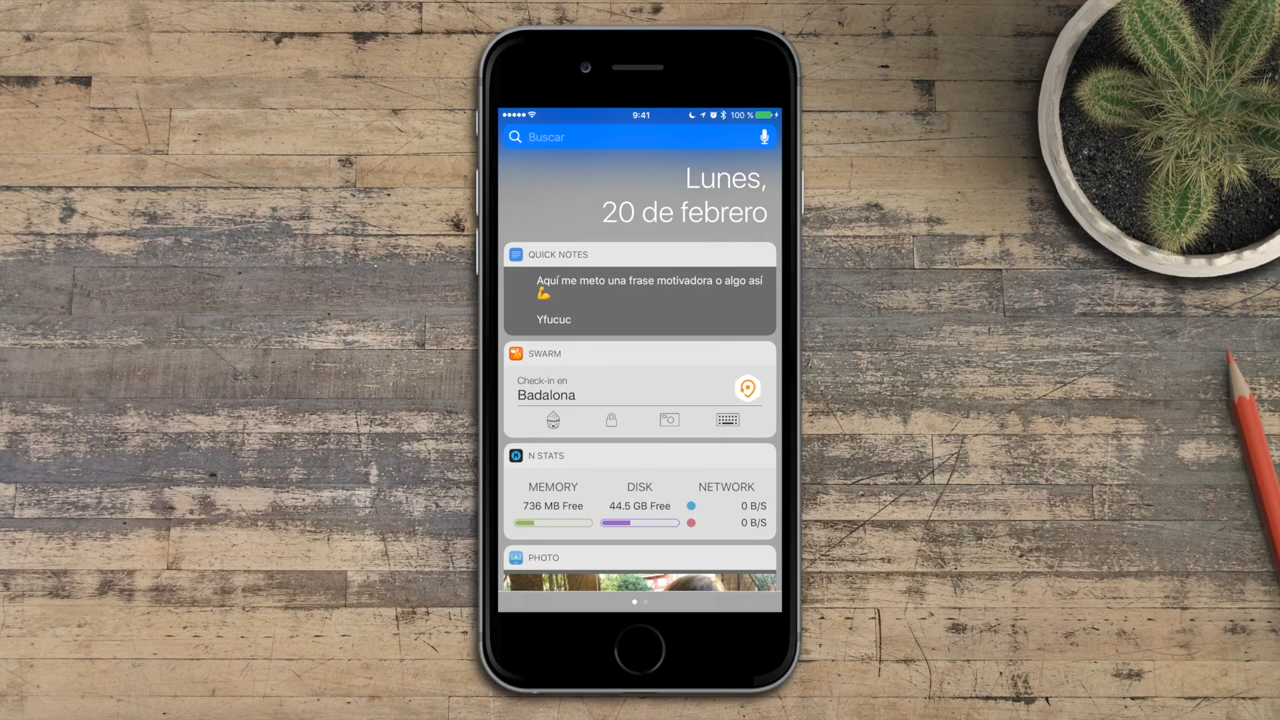 9:41
100 %
Buscar
Lunes,
20 de febrero
QUICK NOTES
Aquí me meto una frase motivadora o algo así
💪
Yfucuc
SWARM
Check-in en
Badalona
N STATS
MEMORY DISK NETWORK
736 MB Free 44.5 GB Free 0 B/S
0 B/S
PHOTO